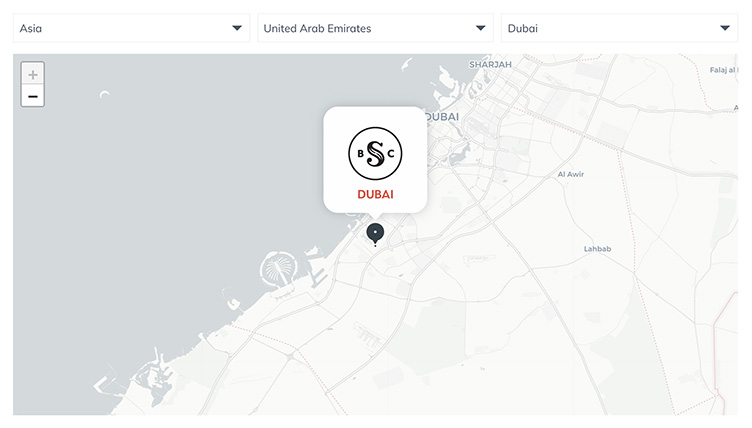 Asia
United Arab Emirates
Dubai
+
−
SHARJAH
Falaj al
A
DUBAI
B S C
DUBAI
Al Awir
Lahbab